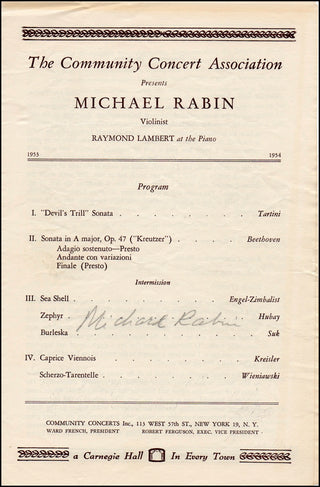 The Community Concert Association
Presents
MICHAEL RABIN
Violinist
RAYMOND LAMBERT at the Piano
1953 1954
Program
I. "Devil's Trill" Sonata . . . . . . . Tartini
II. Sonata in A major, Op. 47 ("Kreutzer") . . . . . Beethoven
Adagio sostenuto—Presto
Andante con variazioni
Finale (Presto)
Intermission
III. Sea Shell . . . . . . . Engel-Zimbalist
Zephyr . . . . . . . Hubay
Michael Rabin
Burleska . . . . . . . Suk
IV. Caprice Viennois . . . . . . . Kreisler
Scherzo-Tarentelle . . . . . . . Wieniawski
COMMUNITY CONCERTS Inc., 113 WEST 57th ST., NEW YORK 19, N. Y.
WARD FRENCH, PRESIDENT ROBERT FERGUSON, EXEC. VICE PRESIDENT
a Carnegie Hall In Every Town